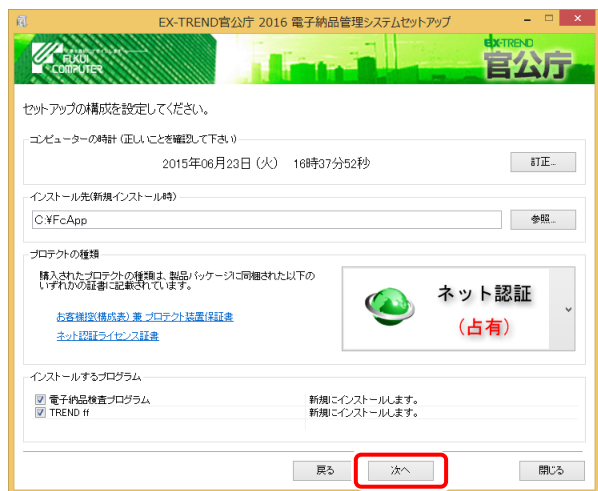 EX-TREND官公庁 2016 電子納品管理システムセットアップ
FUKUI
COMPUTER
EX-TREND
官公庁
セットアップの構成を設定してください。
コンピューターの時計 (正しいことを確認して下さい)
2015年06月23日 (火) 16時37分52秒
訂正...
インストール先(新規インストール時)
C:¥FcApp
参照...
プロテクトの種類
購入されたプロテクトの種類は、製品パッケージに同梱された以下の
いずれかの証書に記載されています。
お客様控(構成表) 兼 プロテクト装置保証書
ネット認証ライセンス証書
ネット認証
(占有)
インストールするプログラム
電子納品検査プログラム 新規にインストールします。
TREND ff 新規にインストールします。
戻る 次へ 閉じる